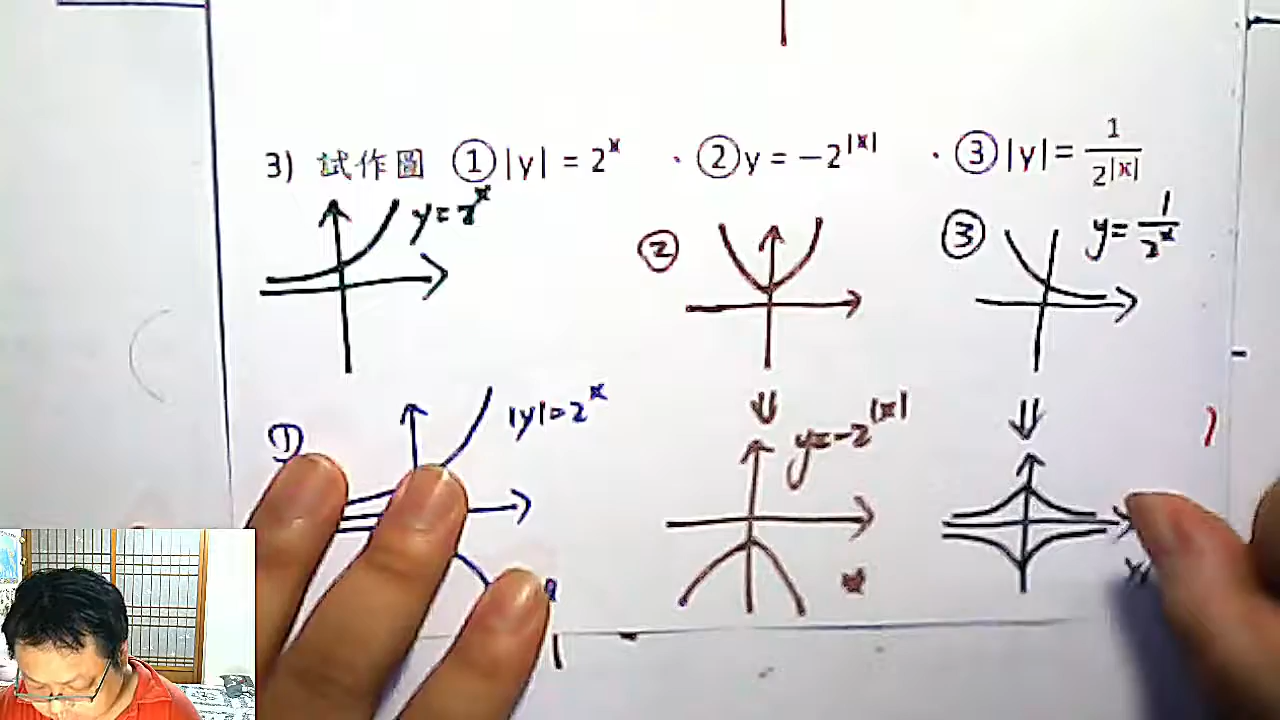 3) 試作圖 ①|y| = 2^x · ②y = −2^|x| · ③|y| = 1/2^|x|
y=2^x
②
③ y=1/2^x
① |y|=2^x
y=-2^|x|